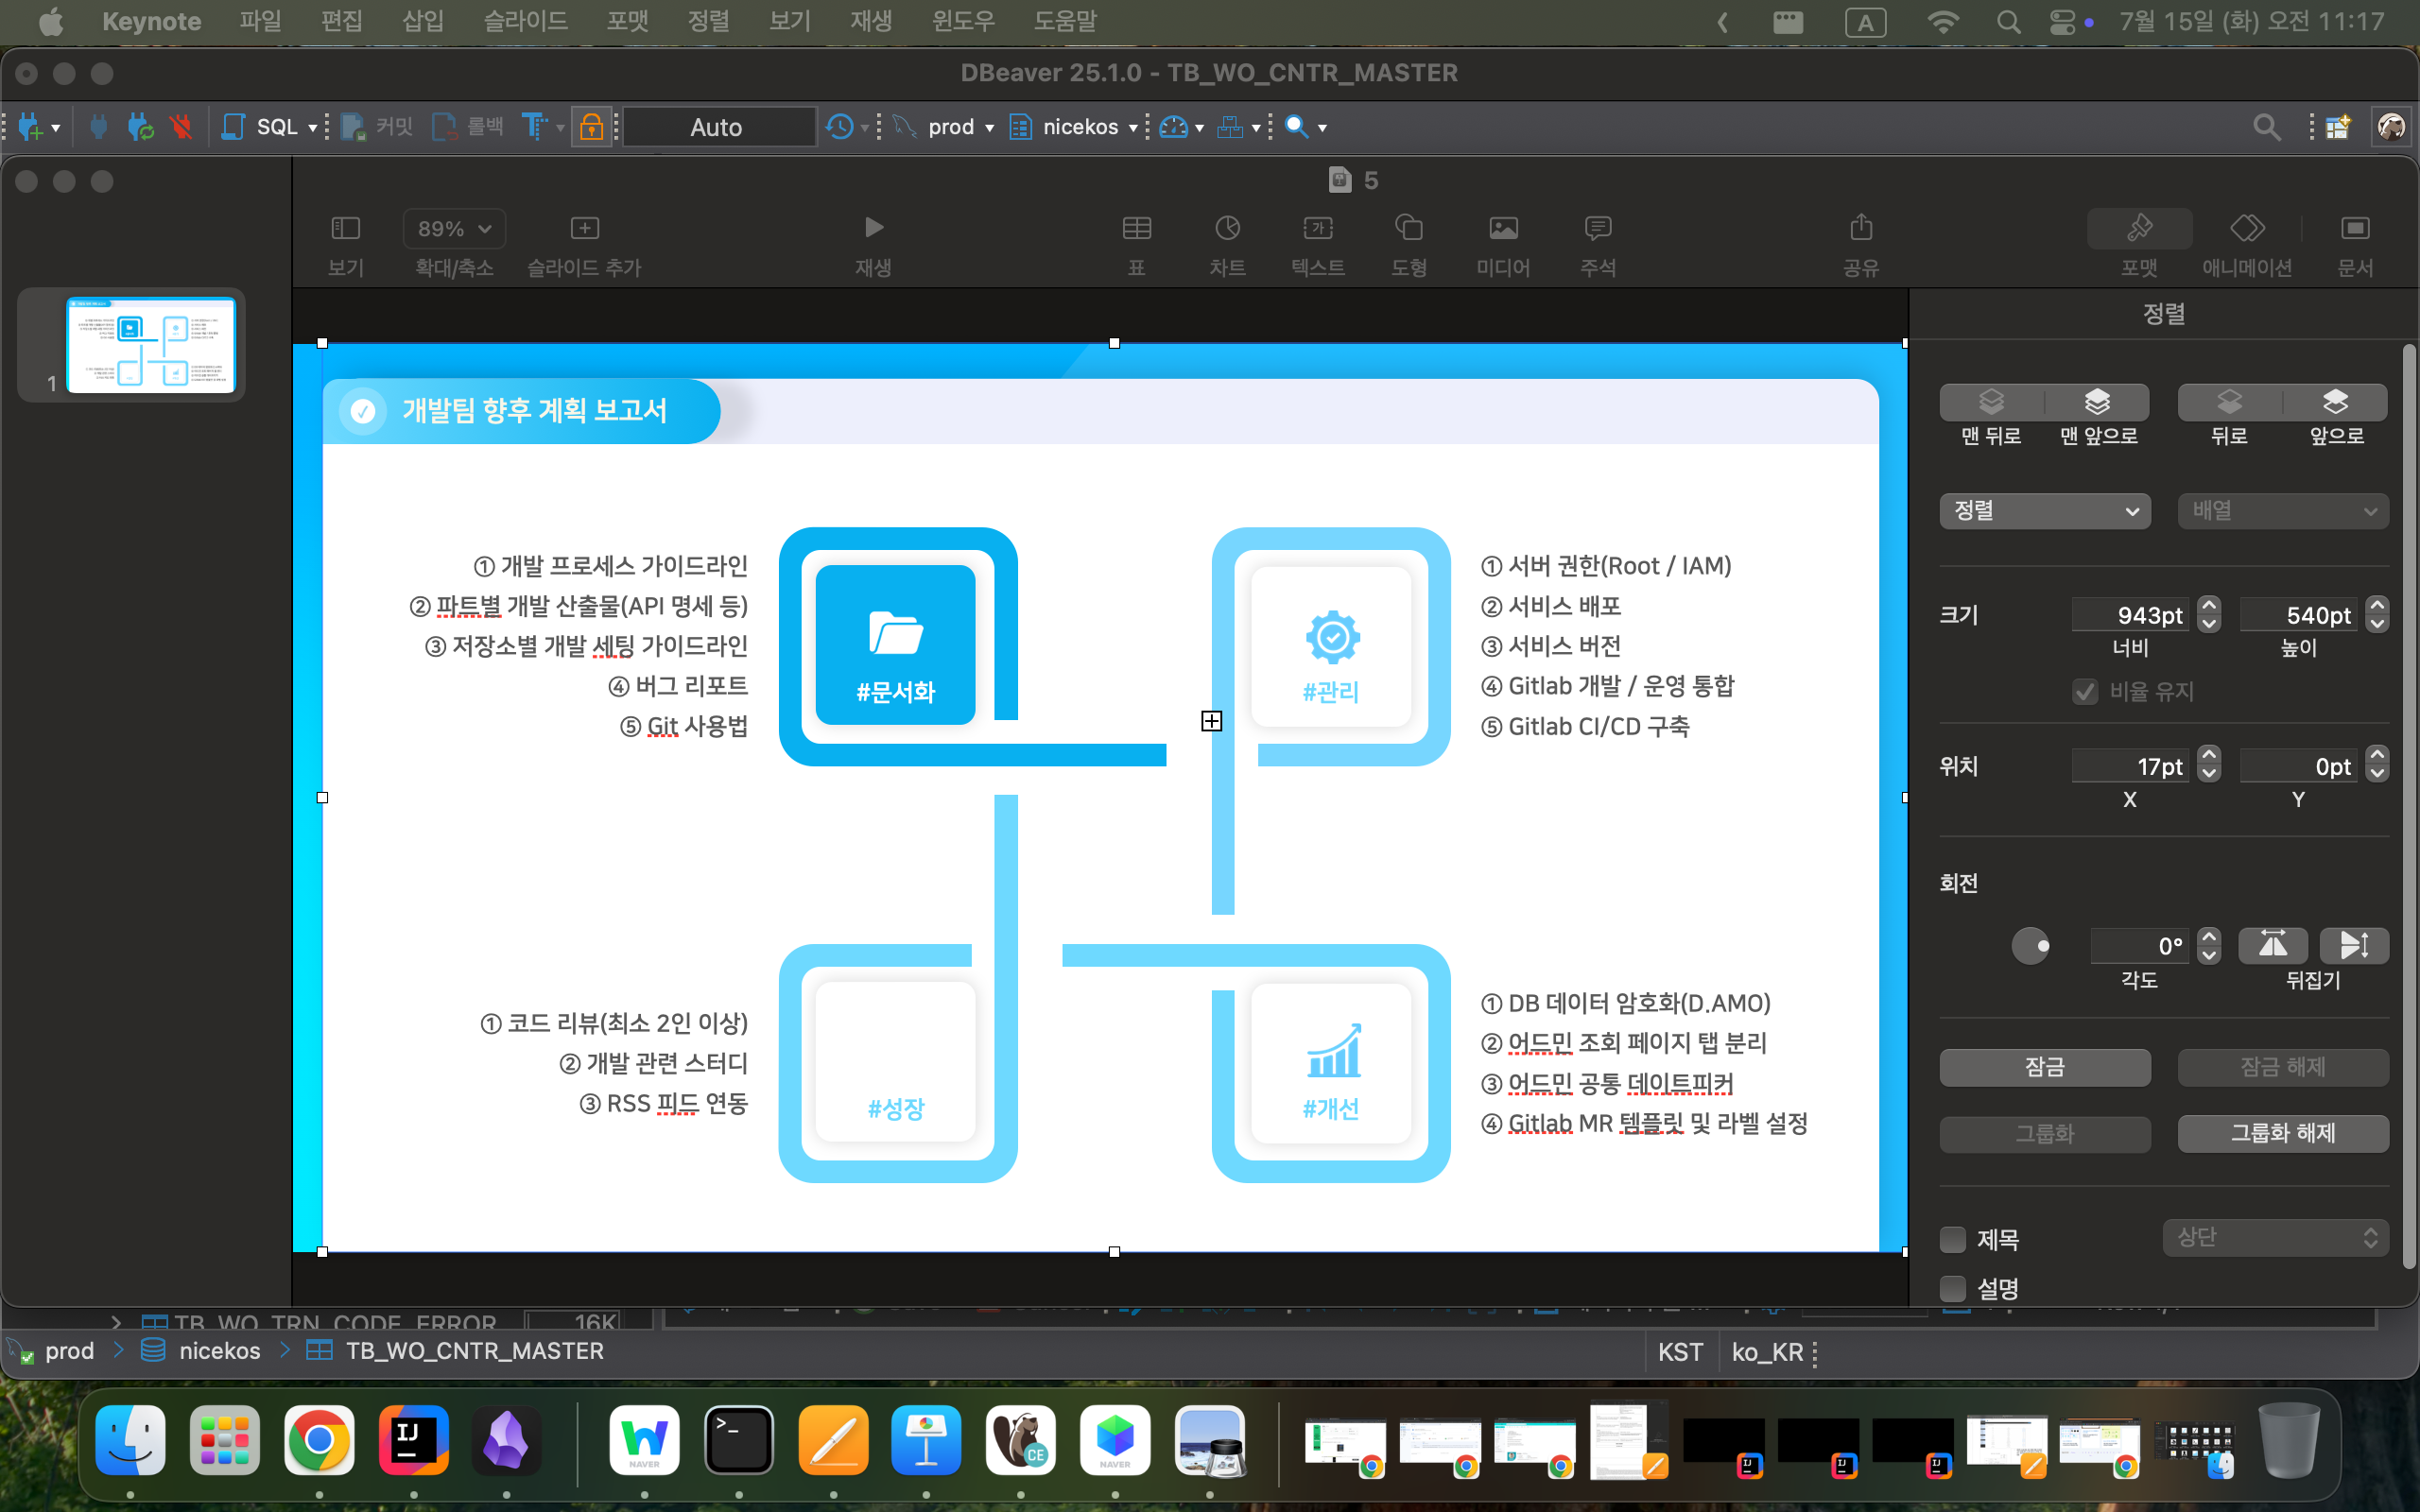 Keynote 파일 편집 삽입 슬라이드 포맷 정렬 보기 재생 윈도우 도움말 A 7월 15일 (화) 오전 11:17
DBeaver 25.1.0 - TB_WO_CNTR_MASTER
SQL 커밋 롤백 T Auto prod nicekos
5
89%
보기 확대/축소 슬라이드 추가 재생 표 차트 텍스트 도형 미디어 주석 공유 포맷 애니메이션 문서
1
개발팀 향후 계획 보고서
① 개발 프로세스 가이드라인
② 파트별 개발 산출물(API 명세 등)
③ 저장소별 개발 세팅 가이드라인
④ 버그 리포트
⑤ Git 사용법
#문서화
#관리
① 서버 권한(Root / IAM)
② 서비스 배포
③ 서비스 버전
④ Gitlab 개발 / 운영 통합
⑤ Gitlab CI/CD 구축
① 코드 리뷰(최소 2인 이상)
② 개발 관련 스터디
③ RSS 피드 연동
#성장
#개선
① DB 데이터 암호화(D.AMO)
② 어드민 조회 페이지 탭 분리
③ 어드민 공통 데이트피커
④ Gitlab MR 템플릿 및 라벨 설정
정렬
맨 뒤로 맨 앞으로 뒤로 앞으로
정렬 배열
크기 943pt 540pt
너비 높이
비율 유지
위치 17pt 0pt
X Y
회전
0°
각도 뒤집기
잠금 잠금 해제
그룹화 그룹화 해제
제목 상단
설명
TB_WO_TRN_CODE_ERROR 16K
prod nicekos TB_WO_CNTR_MASTER KST ko_KR
IJ
NAVER
>_
CE
NAVER